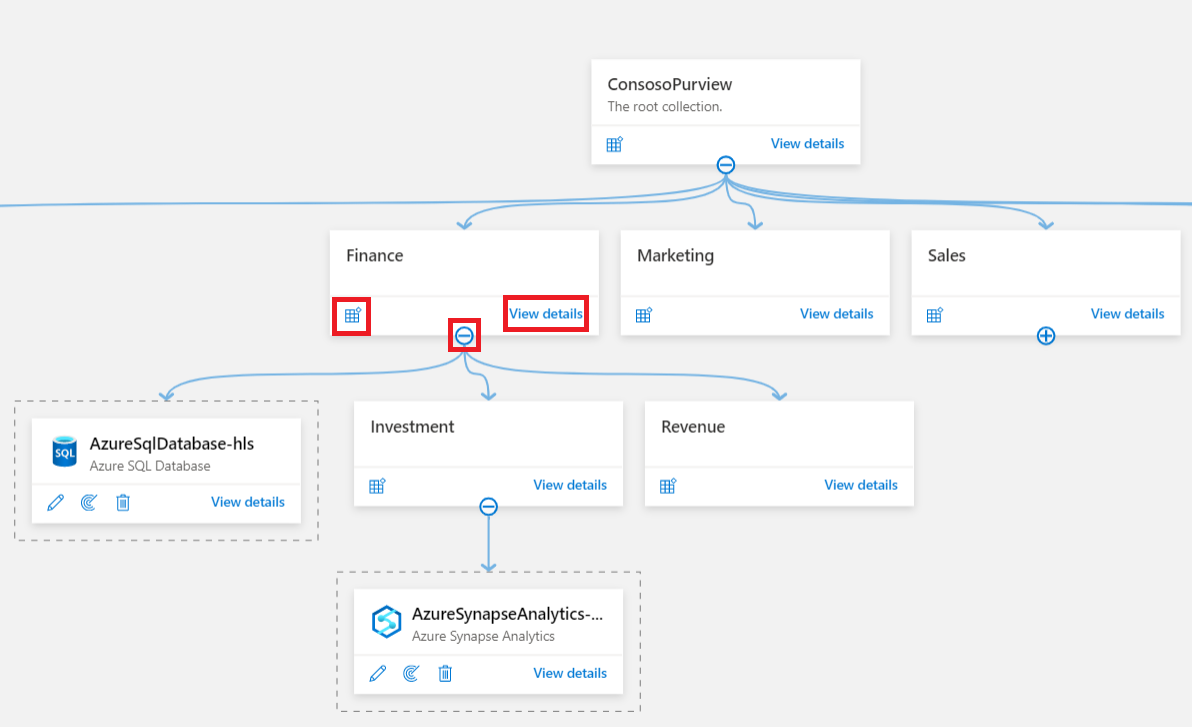 ConsosoPurview
The root collection.
View details
Finance
View details
Marketing
View details
Sales
View details
SQL
AzureSqlDatabase-hls
Azure SQL Database
View details
Investment
View details
Revenue
View details
AzureSynapseAnalytics-...
Azure Synapse Analytics
View details